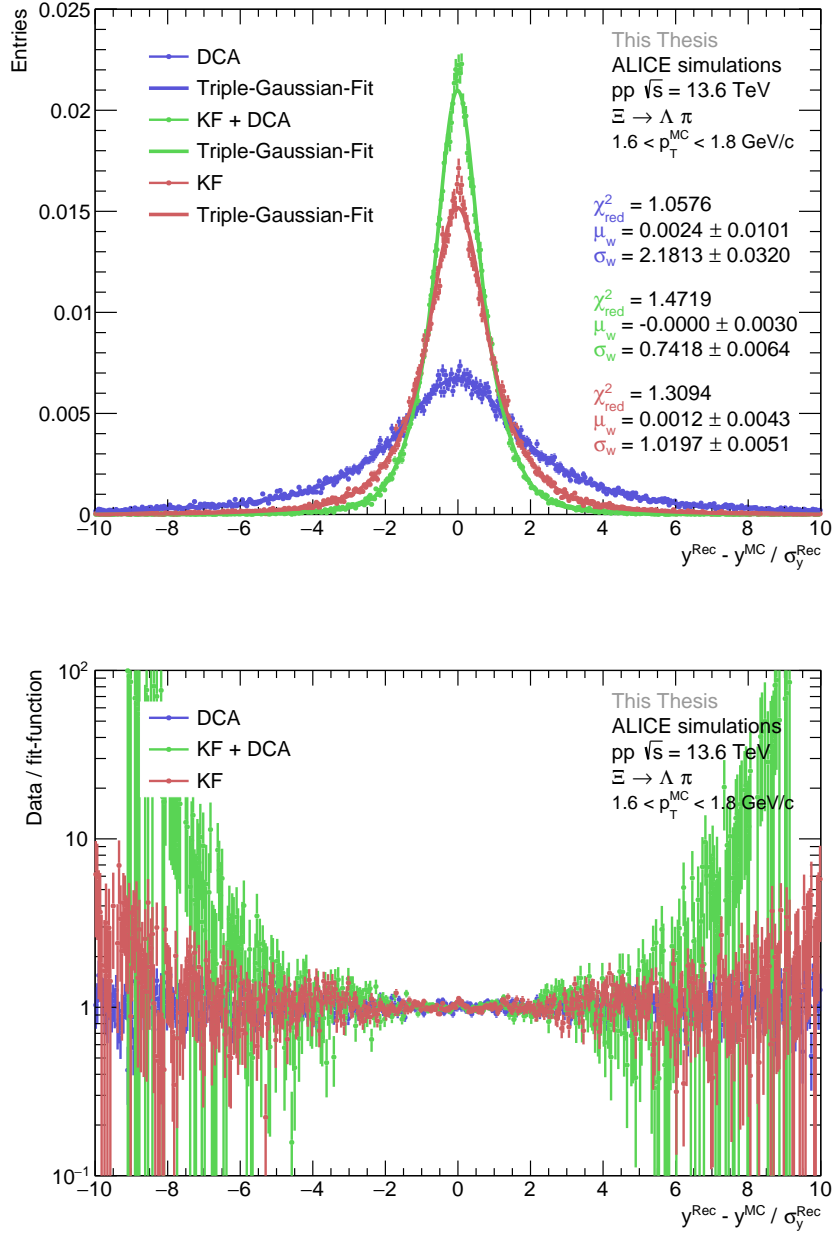 Entries
0.025
0.02
0.015
0.01
0.005
0
−10 −8 −6 −4 −2 0 2 4 6 8 10
y^Rec - y^MC / σ_y^Rec
DCA
Triple-Gaussian-Fit
KF + DCA
Triple-Gaussian-Fit
KF
Triple-Gaussian-Fit
This Thesis
ALICE simulations
pp √s = 13.6 TeV
Ξ → Λ π
1.6 < p_T^MC < 1.8 GeV/c
χ²_red = 1.0576
μ_w = 0.0024 ± 0.0101
σ_w = 2.1813 ± 0.0320
χ²_red = 1.4719
μ_w = -0.0000 ± 0.0030
σ_w = 0.7418 ± 0.0064
χ²_red = 1.3094
μ_w = 0.0012 ± 0.0043
σ_w = 1.0197 ± 0.0051
Data / fit-function
10²
10
1
10⁻¹
−10 −8 −6 −4 −2 0 2 4 6 8 10
y^Rec - y^MC / σ_y^Rec
DCA
KF + DCA
KF
This Thesis
ALICE simulations
pp √s = 13.6 TeV
Ξ → Λ π
1.6 < p_T^MC < 1.8 GeV/c